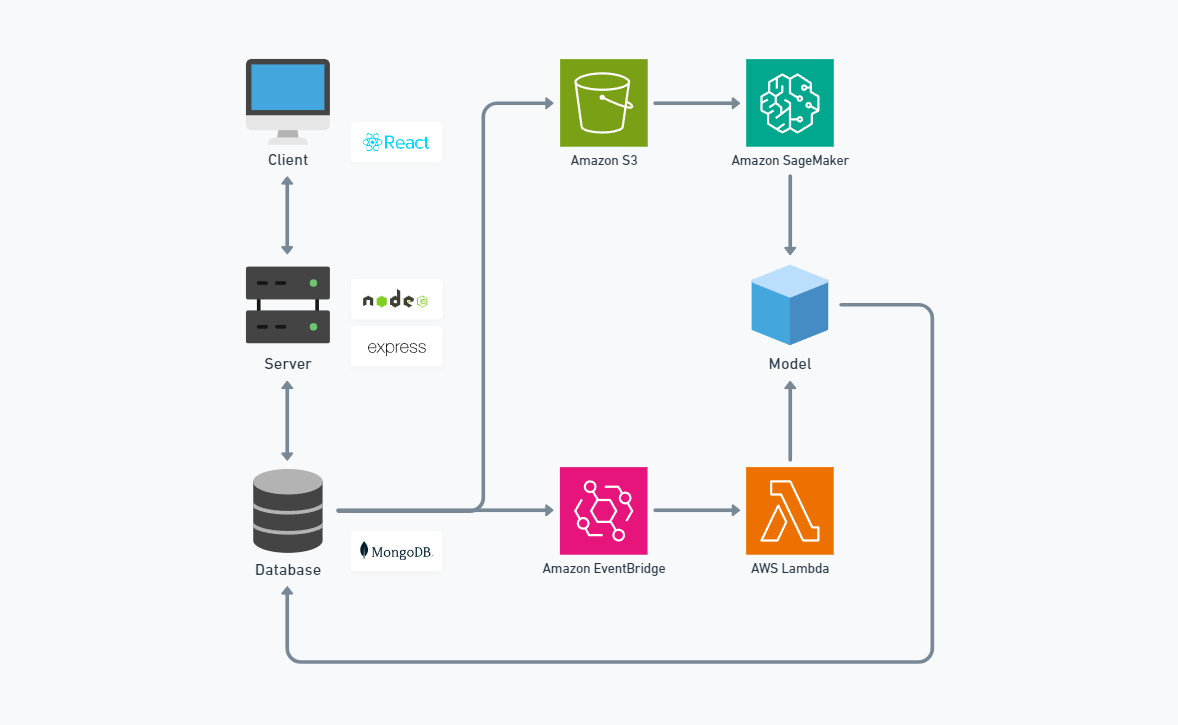 Client
React
Amazon S3
Amazon SageMaker
node
express
Server
Model
MongoDB.
Database
Amazon EventBridge
AWS Lambda